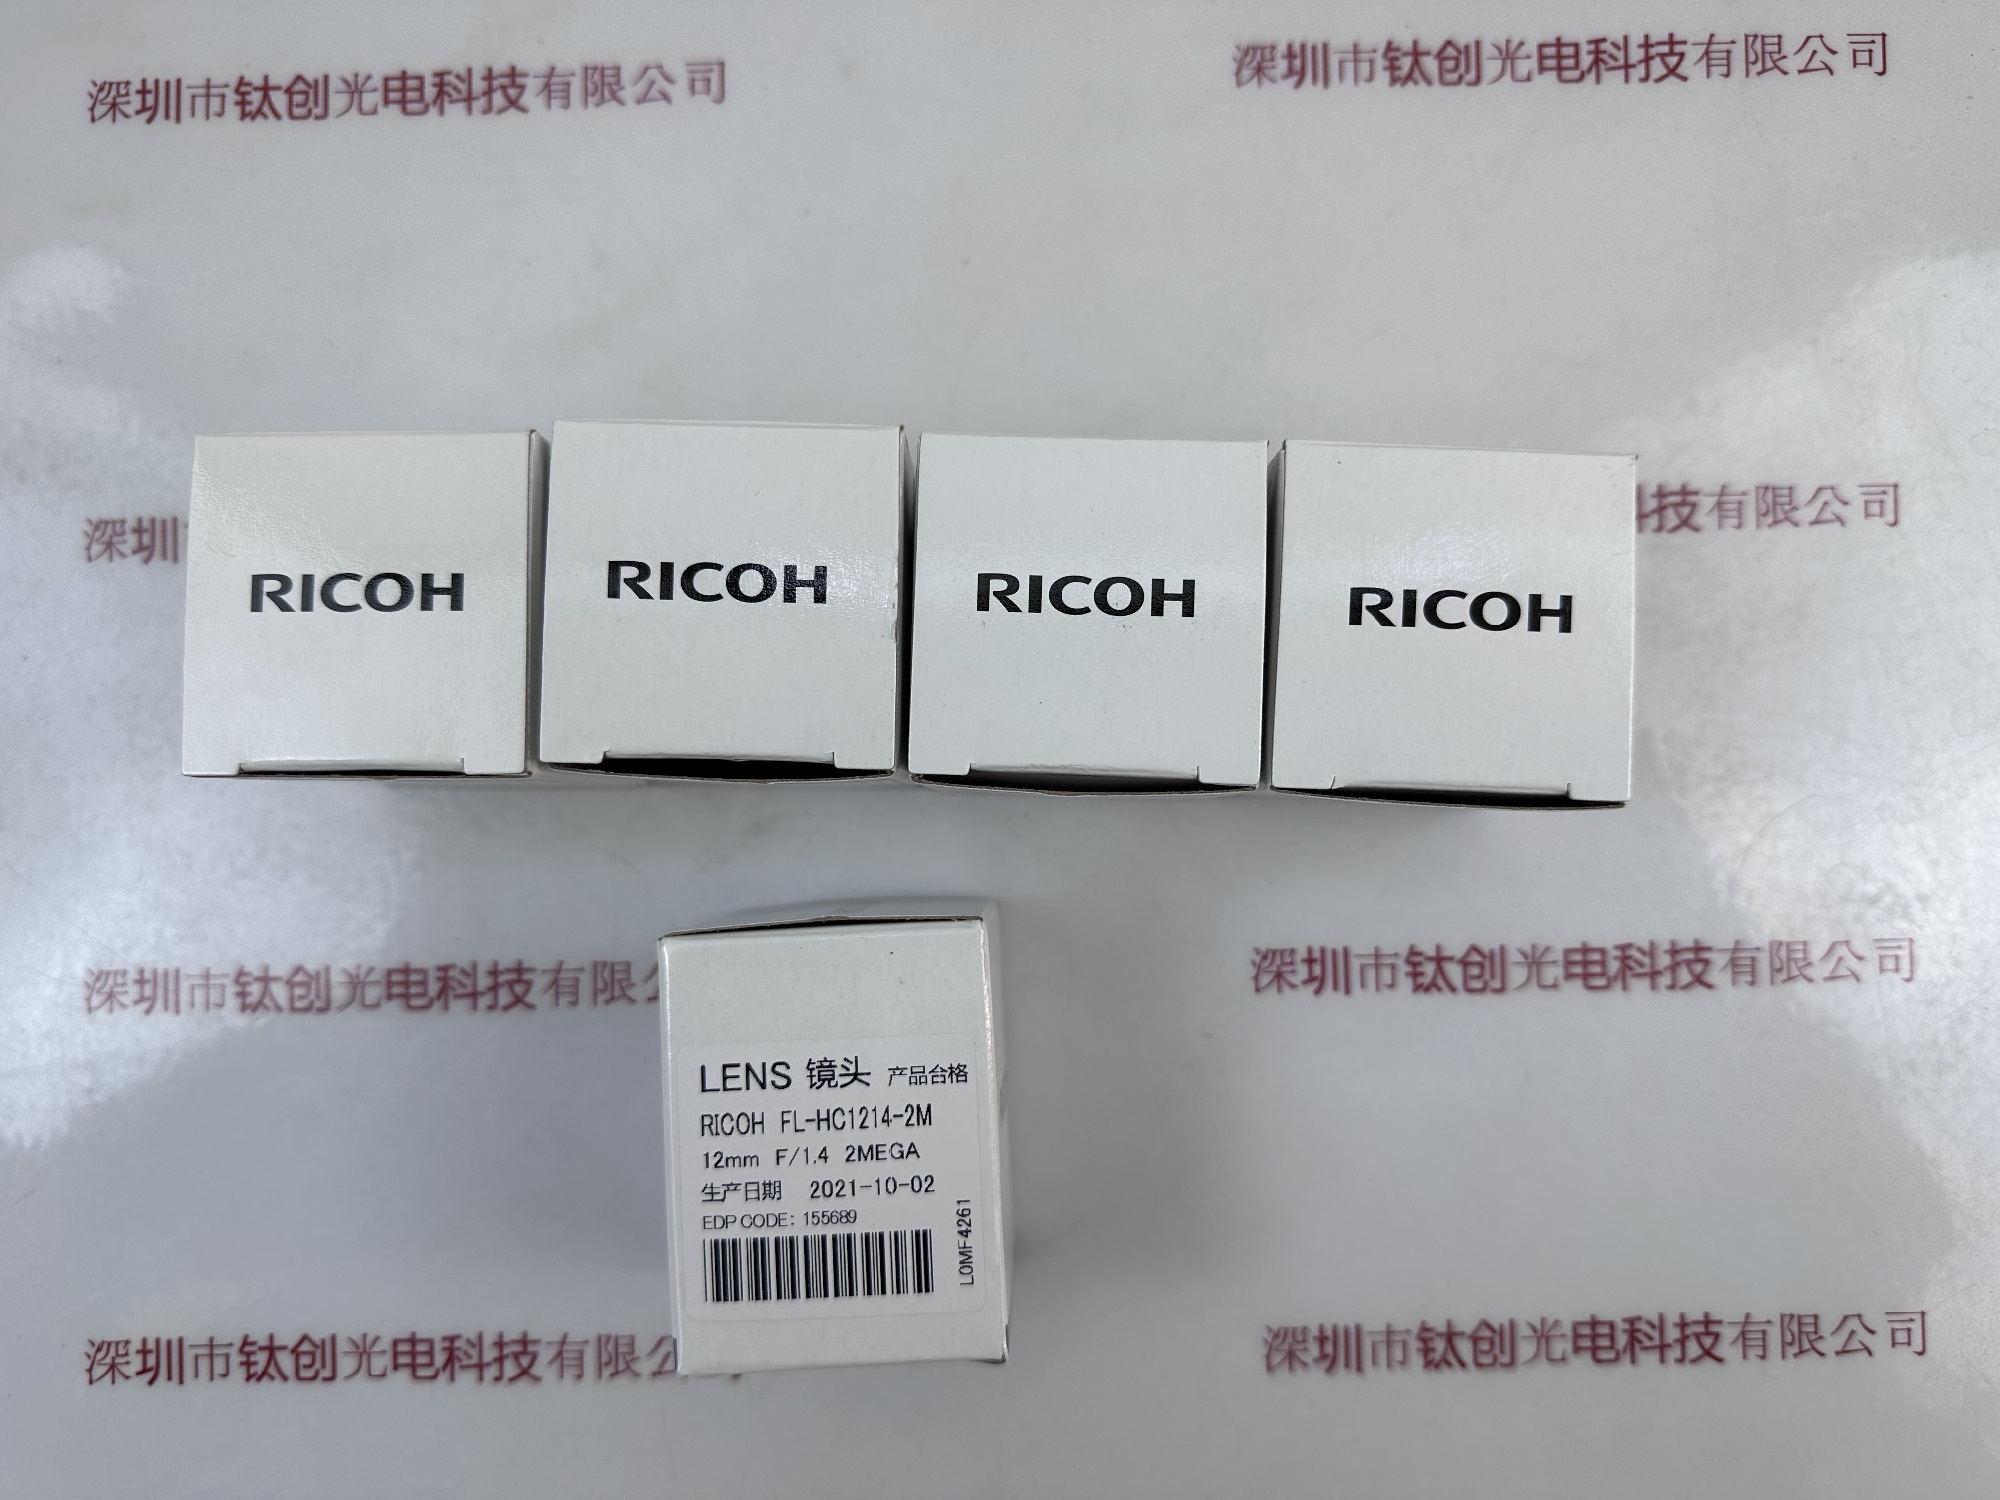 深圳市钛创光电科技有限公司
深圳市钛创光电科技有限公司
深圳
科技有限公司
RICOH
RICOH
RICOH
RICOH
深圳市钛创光电科技有限
深圳市钛创光电科技有限公司
LENS 镜头 产品合格
RICOH FL-HC1214-2M
12mm F/1.4 2MEGA
生产日期 2021-10-02
EDP CODE: 155689
L0MF4261
深圳市钛创光电科技有限公
深圳市钛创光电科技有限公司